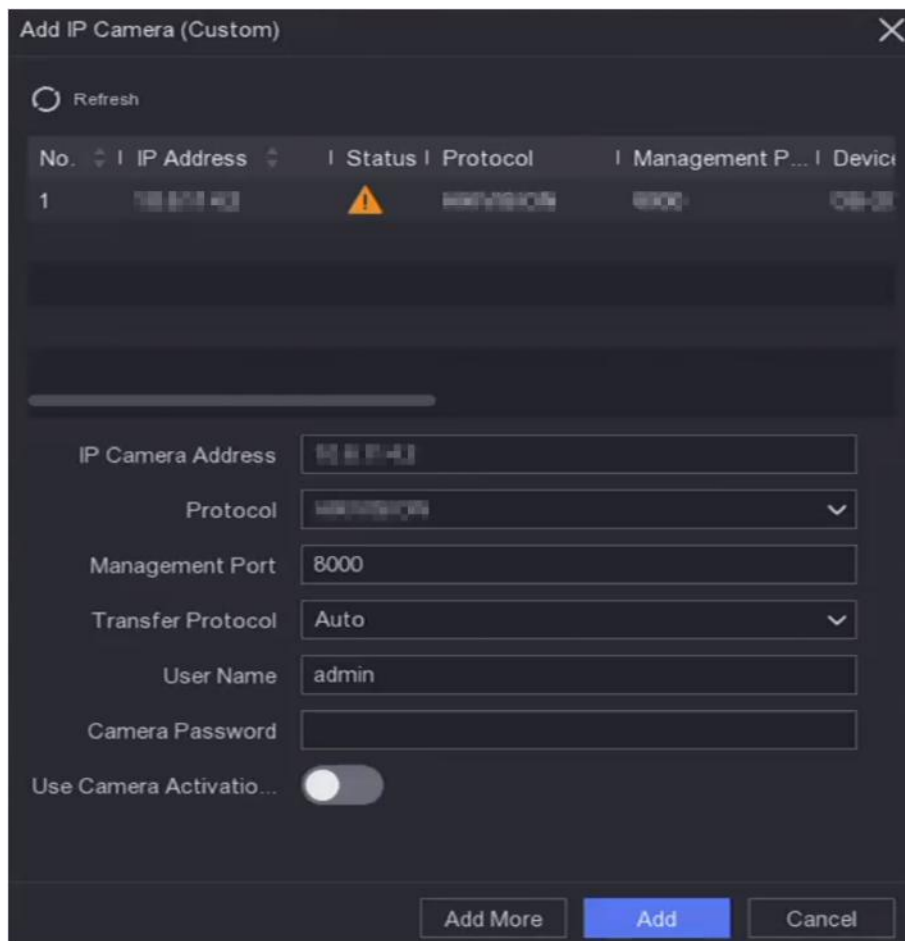 Add IP Camera (Custom)
Refresh
No. IP Address Status Protocol Management P... Device
1
IP Camera Address
Protocol
Management Port 8000
Transfer Protocol Auto
User Name admin
Camera Password
Use Camera Activatio...
Add More Add Cancel